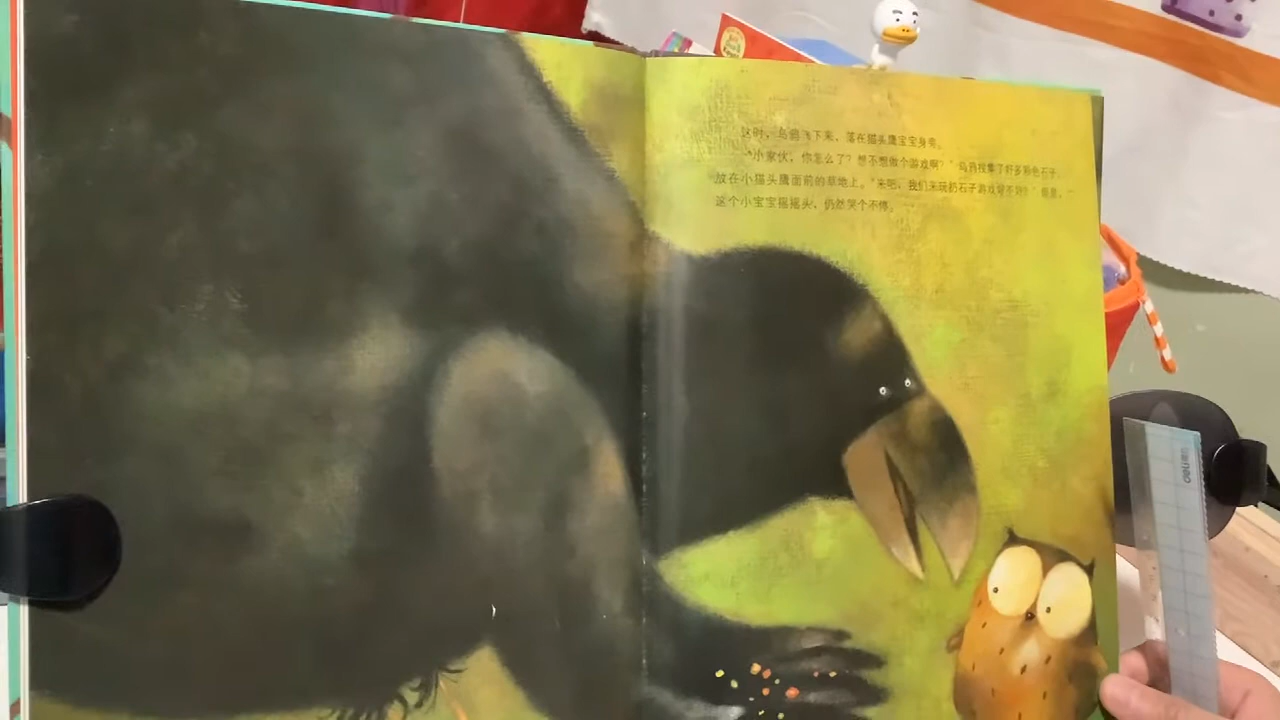 这时，乌鸦飞下来，落在猫头鹰宝宝身旁。
“小家伙，你怎么了？想不想做个游戏啊？”乌鸦找集了好多彩色石子，
放在小猫头鹰面前的草地上。“来吧，我们来玩扔石子游戏好不好？”但是，
这个小宝宝摇摇头，仍然哭个不停。
deli